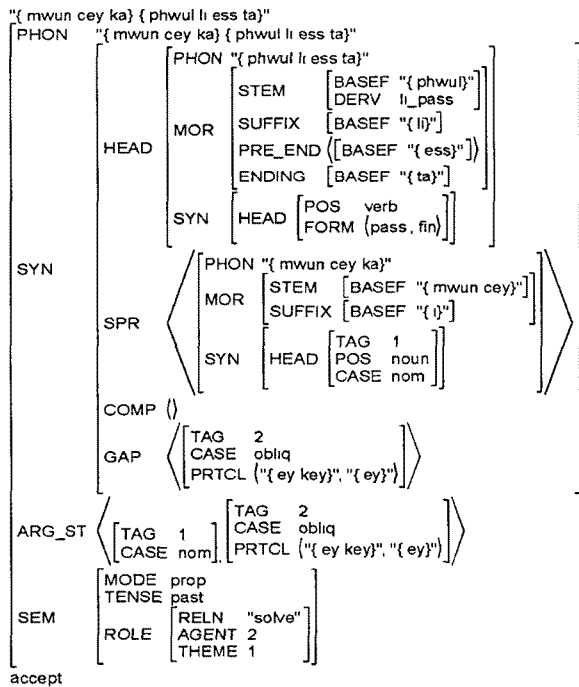 "{ mwun cey ka} { phwul li ess ta}"
PHON "{ mwun cey ka} { phwul li ess ta}"
PHON "{ phwul li ess ta}"
STEM BASEF "{ phwul}"
DERV li_pass
MOR SUFFIX [BASEF "{ li}"]
HEAD PRE_END ([BASEF "{ ess}"])
ENDING [BASEF "{ ta}"]
SYN HEAD POS verb
FORM (pass, fin)
SYN
PHON "{ mwun cey ka}"
MOR STEM [BASEF "{ mwun cey}"]
SUFFIX [BASEF "{ i}"]
SPR
SYN HEAD TAG 1
POS noun
CASE nom
COMP ()
GAP TAG 2
CASE obliq
PRTCL ("{ ey key}", "{ ey}")
ARG_ST TAG 1
CASE nom ,
TAG 2
CASE obliq
PRTCL ("{ ey key}", "{ ey}")
MODE prop
TENSE past
SEM ROLE RELN "solve"
AGENT 2
THEME 1
accept